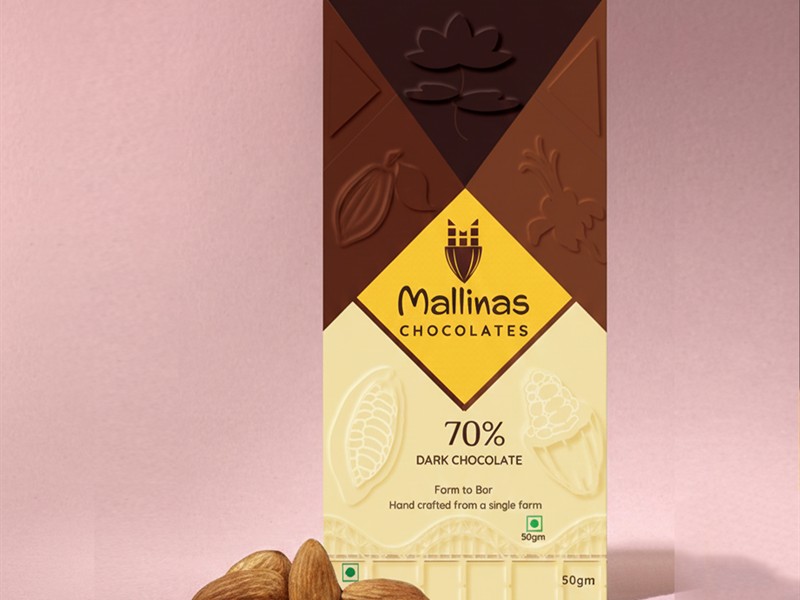 Mallinas
CHOCOLATES
70%
DARK CHOCOLATE
Form to Bor
Hand crafted from a single farm
50gm
50gm